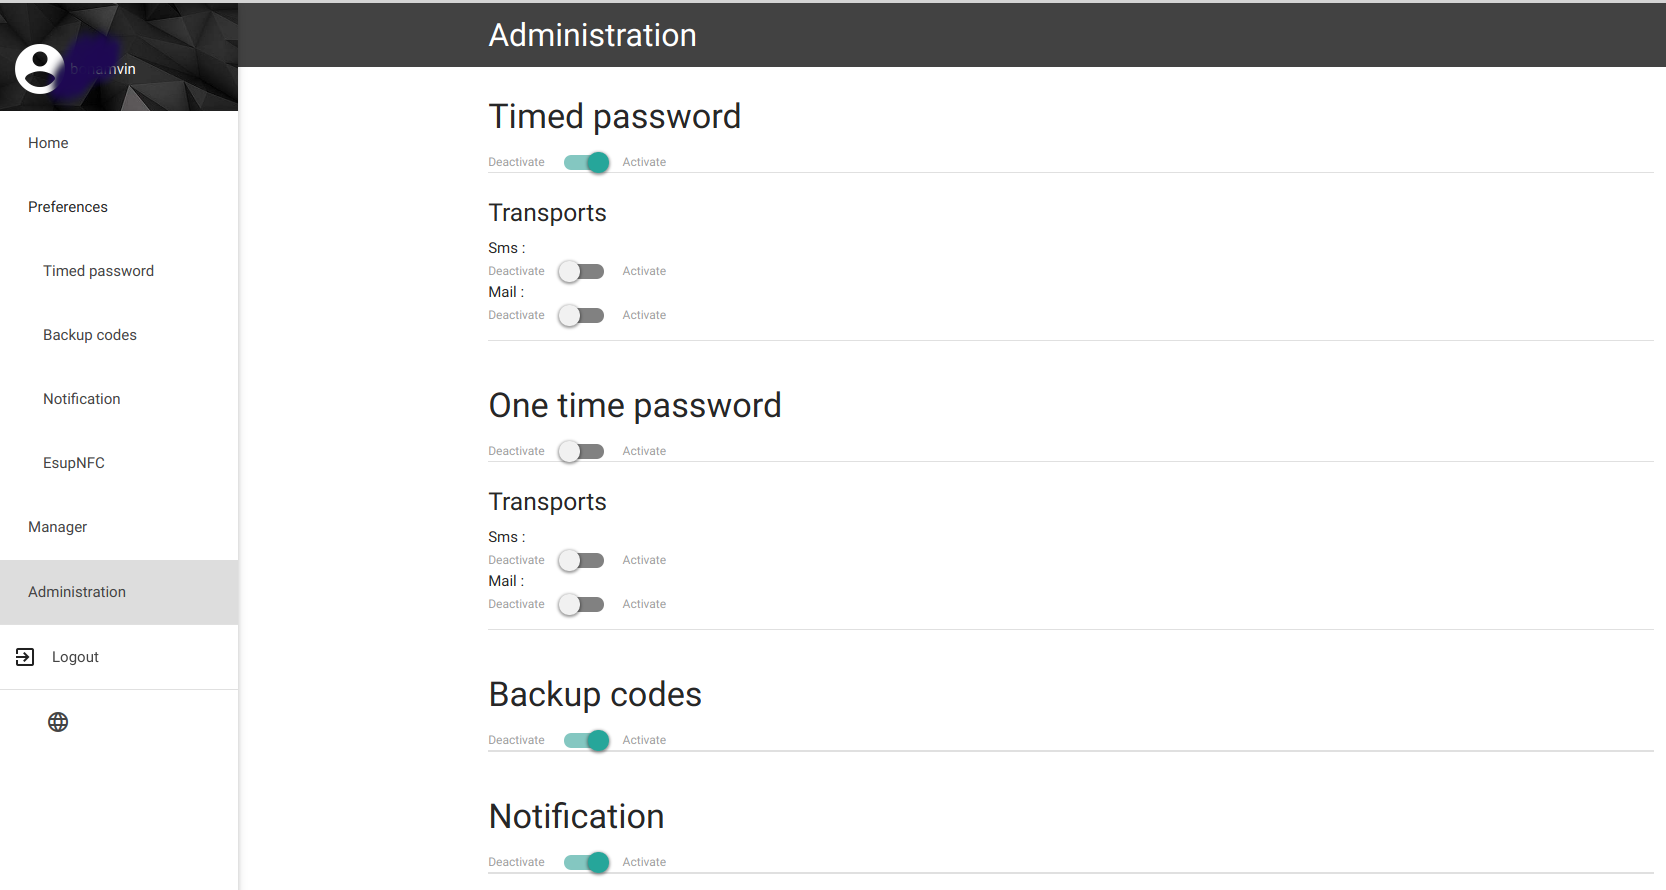 Home
Preferences
Timed password
Backup codes
Notification
EsupNFC
Manager
Administration
Logout
Administration
Timed password
Deactivate Activate
Transports
Sms :
Deactivate Activate
Mail :
Deactivate Activate
One time password
Deactivate Activate
Transports
Sms :
Deactivate Activate
Mail :
Deactivate Activate
Backup codes
Deactivate Activate
Notification
Deactivate Activate